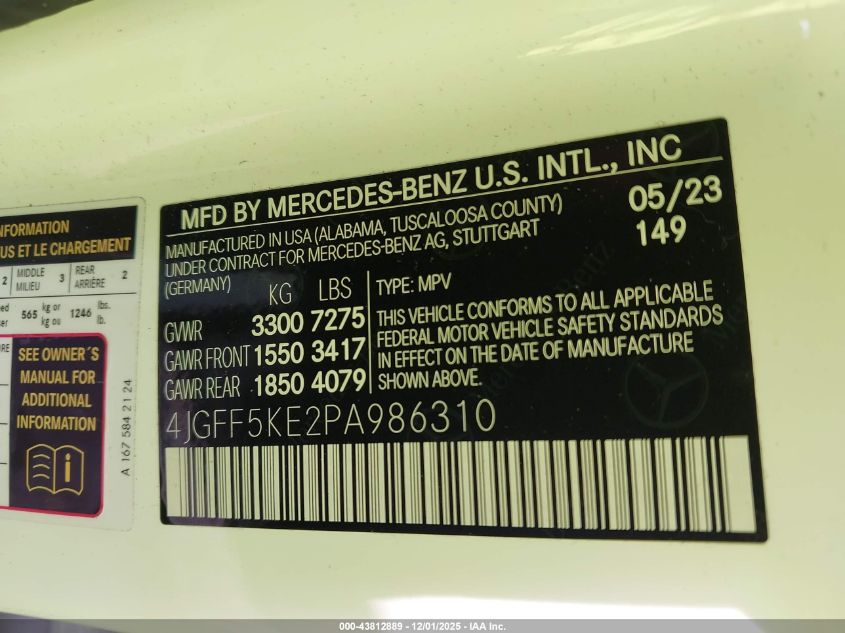 NFORMATION
US ET LE CHARGEMENT
2 MIDDLE MILIEU 3 REAR ARRIÈRE 2
565 kg or kg ou 1246 lbs. lb.
SEE OWNER´S
MANUAL FOR
ADDITIONAL
INFORMATION
A 167 584 21 24
MFD BY MERCEDES-BENZ U.S. INTL., INC
MANUFACTURED IN USA (ALABAMA, TUSCALOOSA COUNTY) 05/23
UNDER CONTRACT FOR MERCEDES-BENZ AG, STUTTGART 149
(GERMANY)
KG LBS
GVWR 3300 7275
GAWR FRONT 1550 3417
GAWR REAR 1850 4079
TYPE: MPV
THIS VEHICLE CONFORMS TO ALL APPLICABLE
FEDERAL MOTOR VEHICLE SAFETY STANDARDS
IN EFFECT ON THE DATE OF MANUFACTURE
SHOWN ABOVE.
4JGFF5KE2PA986310
000-43812889 - 12/01/2025 - IAA Inc.